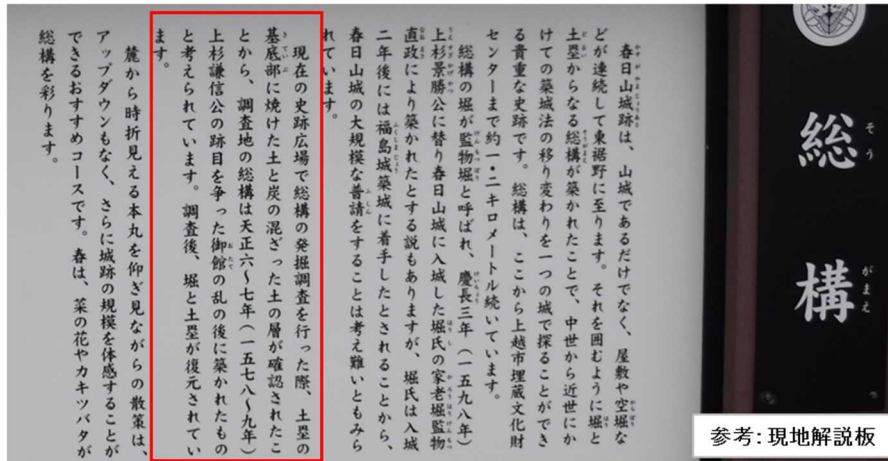 総構
そうがまえ
春日山城跡は、山城であるだけでなく、屋敷や空堀な
どが連続して東裾野に至ります。それを囲むように堀と
土塁からなる総構が築かれたことで、中世から近世にか
けての築城法の移り変わりを一つの城で探ることができ
る貴重な史跡です。総構は、ここから上越市埋蔵文化財
センターまで約一・二キロメートル続いています。
総構の堀が監物堀と呼ばれ、慶長三年（一五九八年）
上杉景勝公に替り春日山城に入城した堀氏の家老堀監物
直政により築かれたとする説もありますが、堀氏は入城
二年後には福島城築城に着手したとされることから、
春日山城の大規模な普請をすることは考え難いともみら
れています。
現在の史跡広場で総構の発掘調査を行った際、土塁の
基底部に焼けた土と炭の混ざった土の層が確認されたこ
とから、調査地の総構は天正六～七年（一五七八～九年）
上杉謙信公の跡目を争った御館の乱の後に築かれたもの
と考えられています。調査後、堀と土塁が復元されてい
ます。
麓から時折見える本丸を仰ぎ見ながらの散策は、
アップダウンもなく、さらに城跡の規模を体感することが
できるおすすめコースです。春は、菜の花やカキツバタが
総構を彩ります。
参考：現地解説板